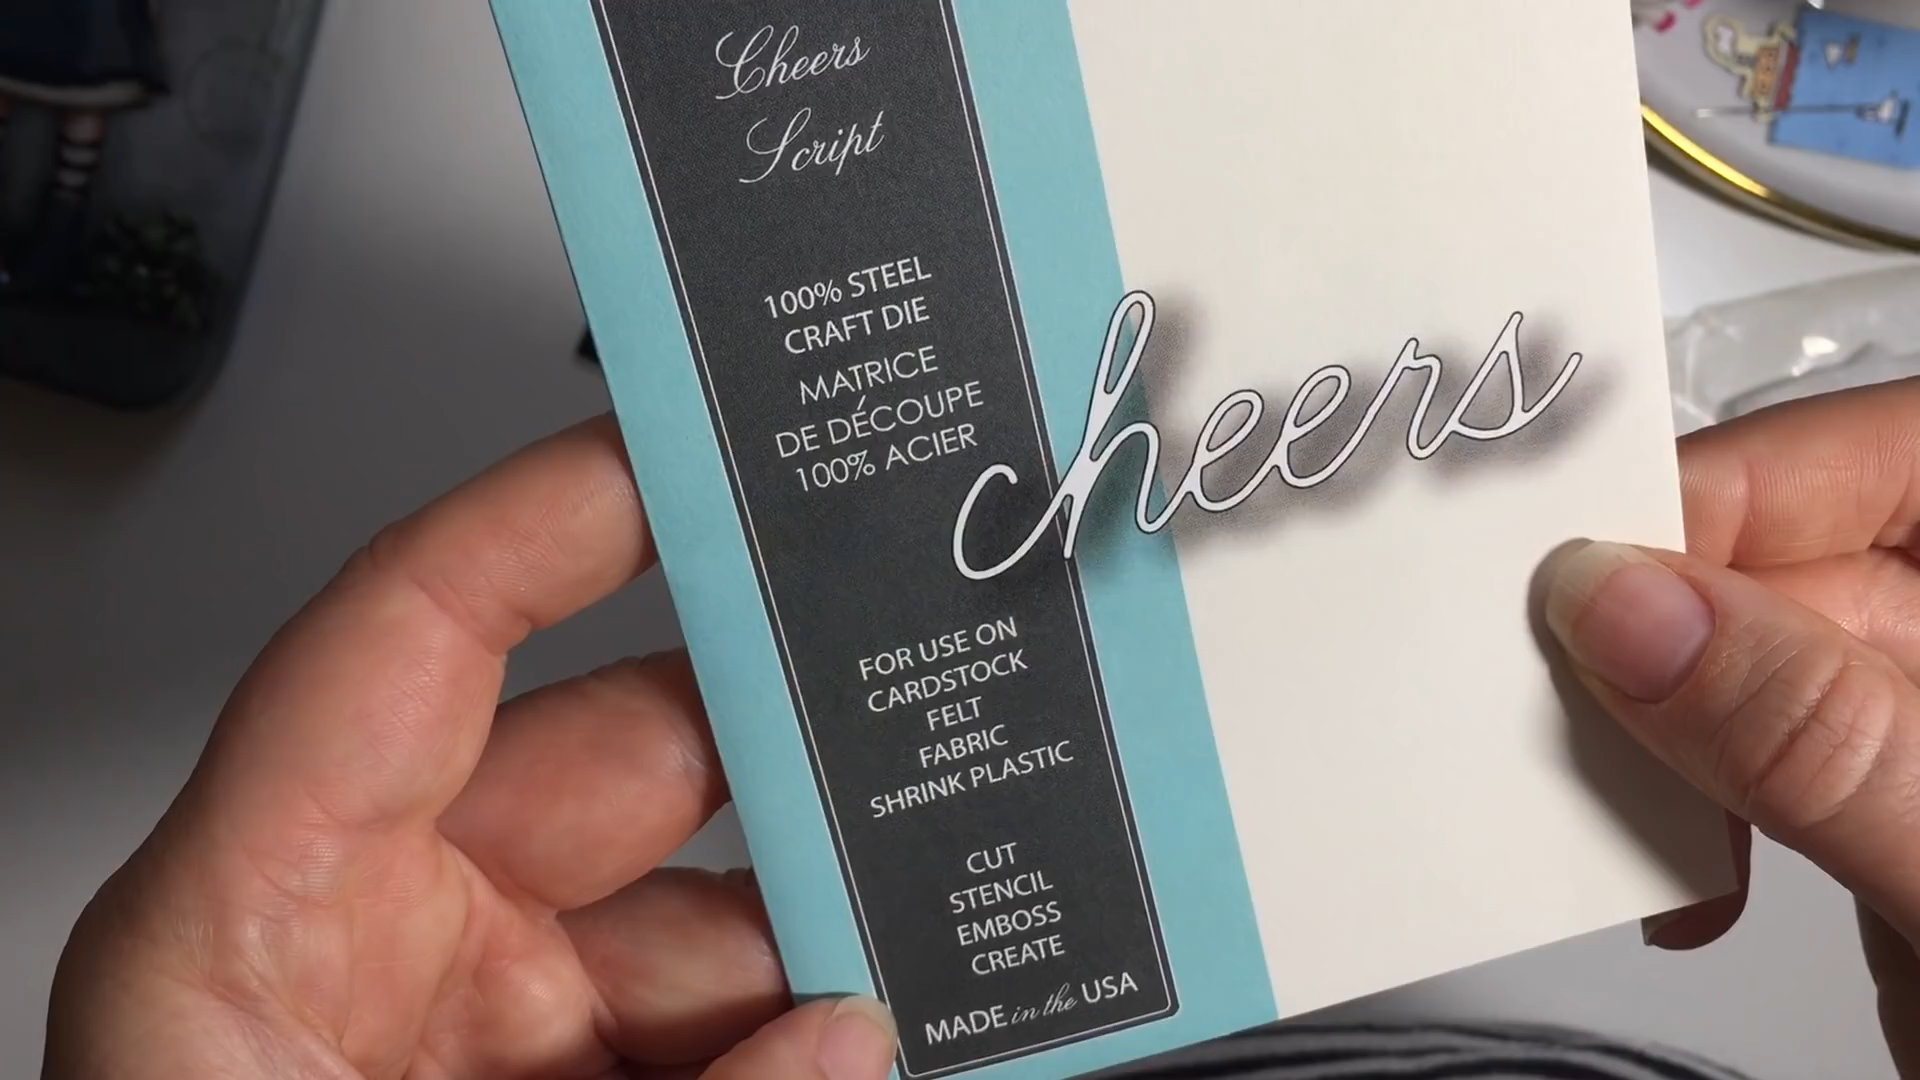 Cheers
Script
100% STEEL
CRAFT DIE
MATRICE
DE DÉCOUPE
100% ACIER
cheers
FOR USE ON
CARDSTOCK
FELT
FABRIC
SHRINK PLASTIC
CUT
STENCIL
EMBOSS
CREATE
MADE in the USA